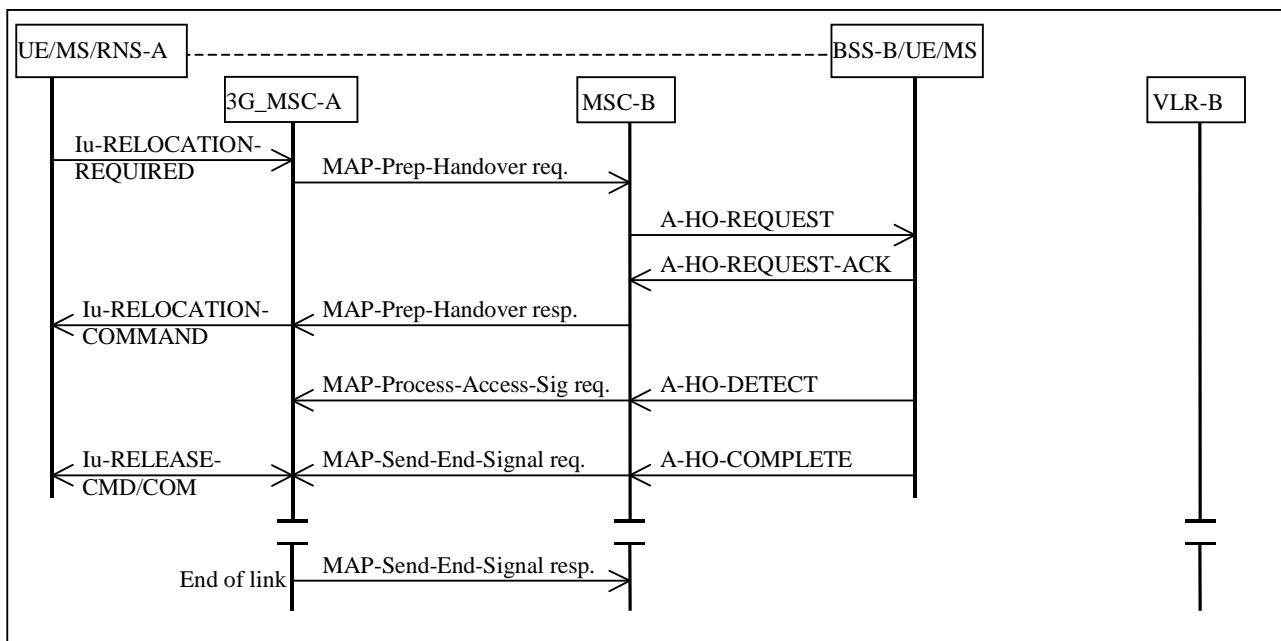 UE/MS/RNS-A
BSS-B/UE/MS
3G_MSC-A
MSC-B
VLR-B
Iu-RELOCATION-
REQUIRED
MAP-Prep-Handover req.
A-HO-REQUEST
A-HO-REQUEST-ACK
Iu-RELOCATION-
COMMAND
MAP-Prep-Handover resp.
MAP-Process-Access-Sig req.
A-HO-DETECT
Iu-RELEASE-
CMD/COM
MAP-Send-End-Signal req.
A-HO-COMPLETE
End of link
MAP-Send-End-Signal resp.